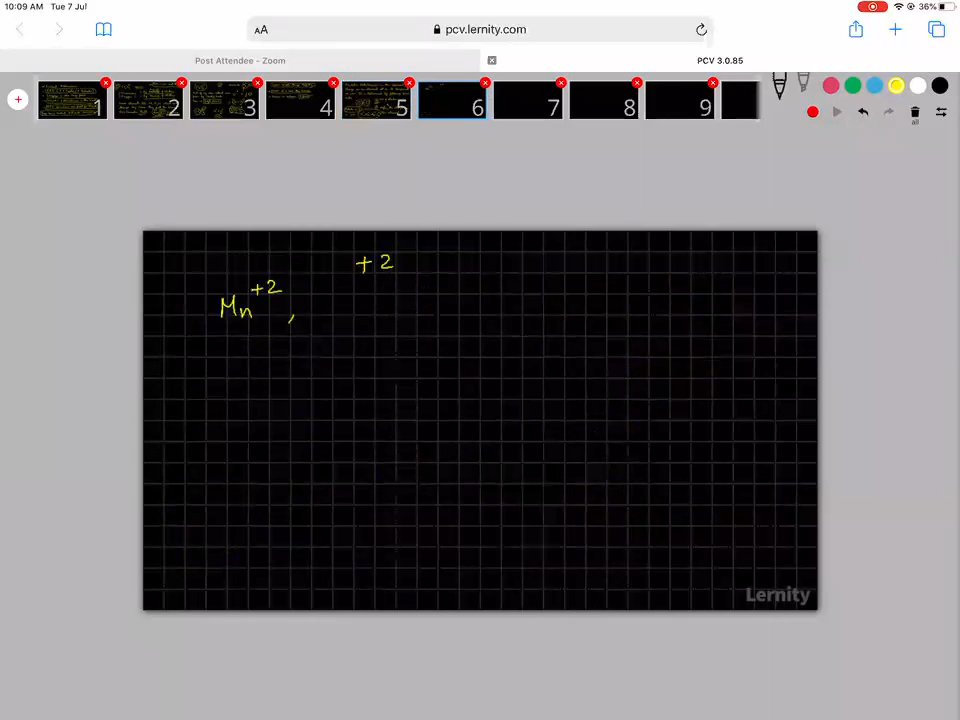 10:09 AM Tue 7 Jul 36%
AA pcv.lernity.com
Post Attendee - Zoom PCV 3.0.85
1 2 3 4 5 6 7 8 9
all
+2
Mn+2 ,
Lernity